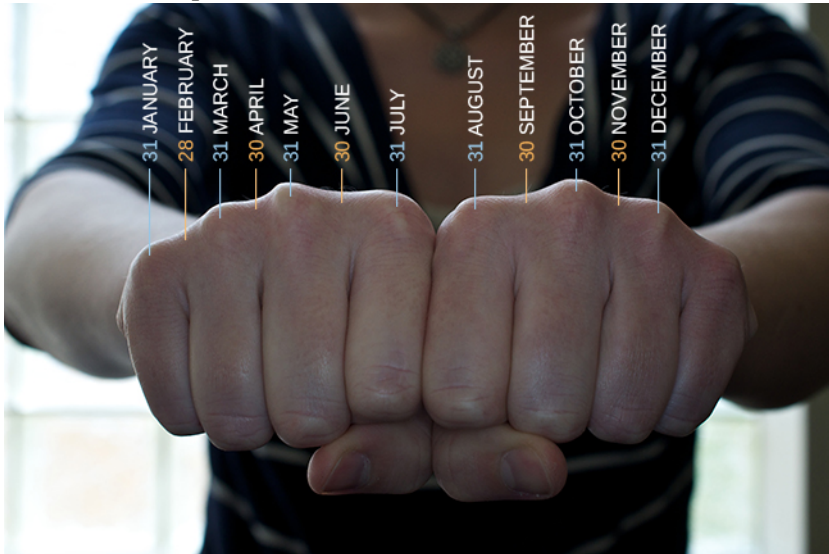 31 JANUARY
28 FEBRUARY
31 MARCH
30 APRIL
31 MAY
30 JUNE
31 JULY
31 AUGUST
30 SEPTEMBER
31 OCTOBER
30 NOVEMBER
31 DECEMBER